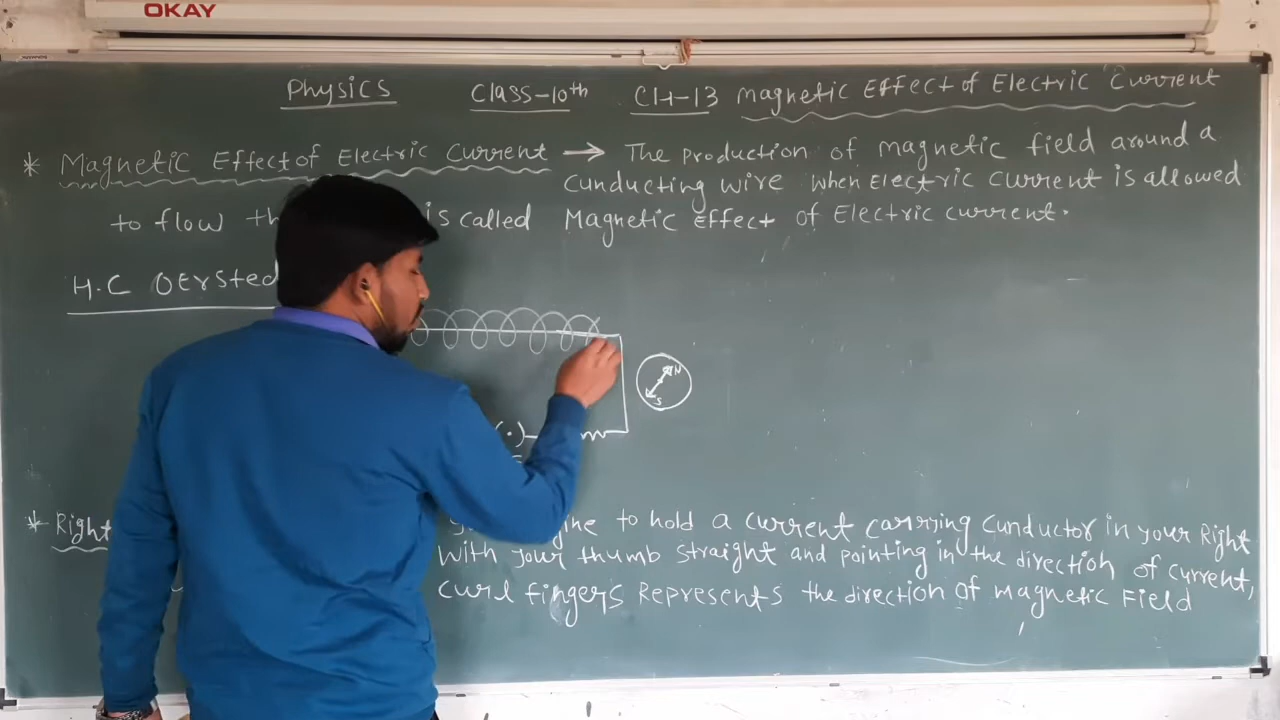 OKAY
Physics Class-10th CH-13 Magnetic Effect of Electric Current
* Magnetic Effect of Electric Current → The production of magnetic field around a
cunducting wire when Electric current is allowed
to flow th is called Magnetic Effect of Electric current.
H.C OErsted
N
S
(·)
* Right to hold a current carrying cunductor in your Right
with your thumb straight and pointing in the direction of current,
curl fingers Represents the direction of magnetic Field